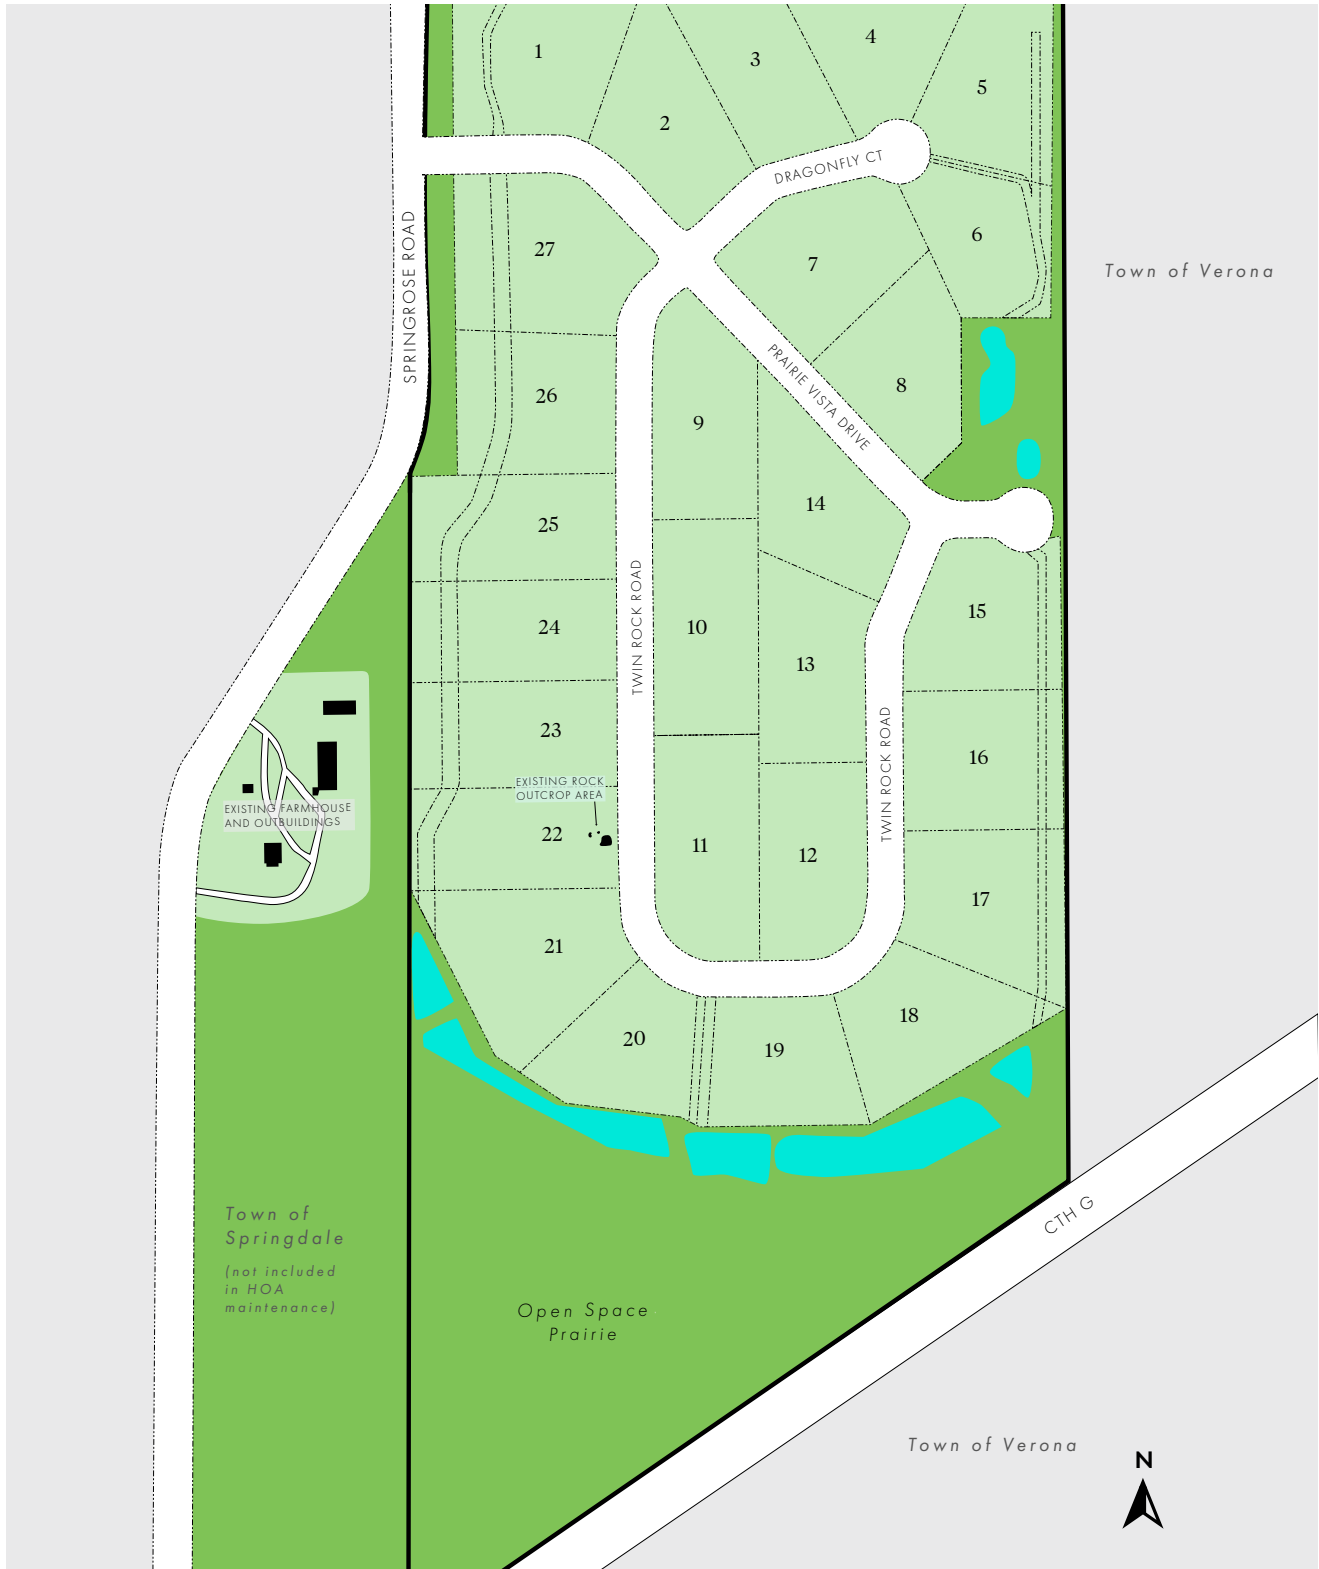 4
1
3
5
2
DRAGONFLY CT
6
27
7
Town of Verona
SPRINGROSE ROAD
PRAIRIE VISTA DRIVE
8
26
9
14
25
15
24
10
TWIN ROCK ROAD
13
23
16
TWIN ROCK ROAD
EXISTING ROCK
OUTCROP AREA
EXISTING FARMHOUSE
AND OUTBUILDINGS
22
11
12
17
21
18
20
19
Town of
Springdale
(not included
in HOA
maintenance)
CTH G
Open Space
Prairie
Town of Verona
N